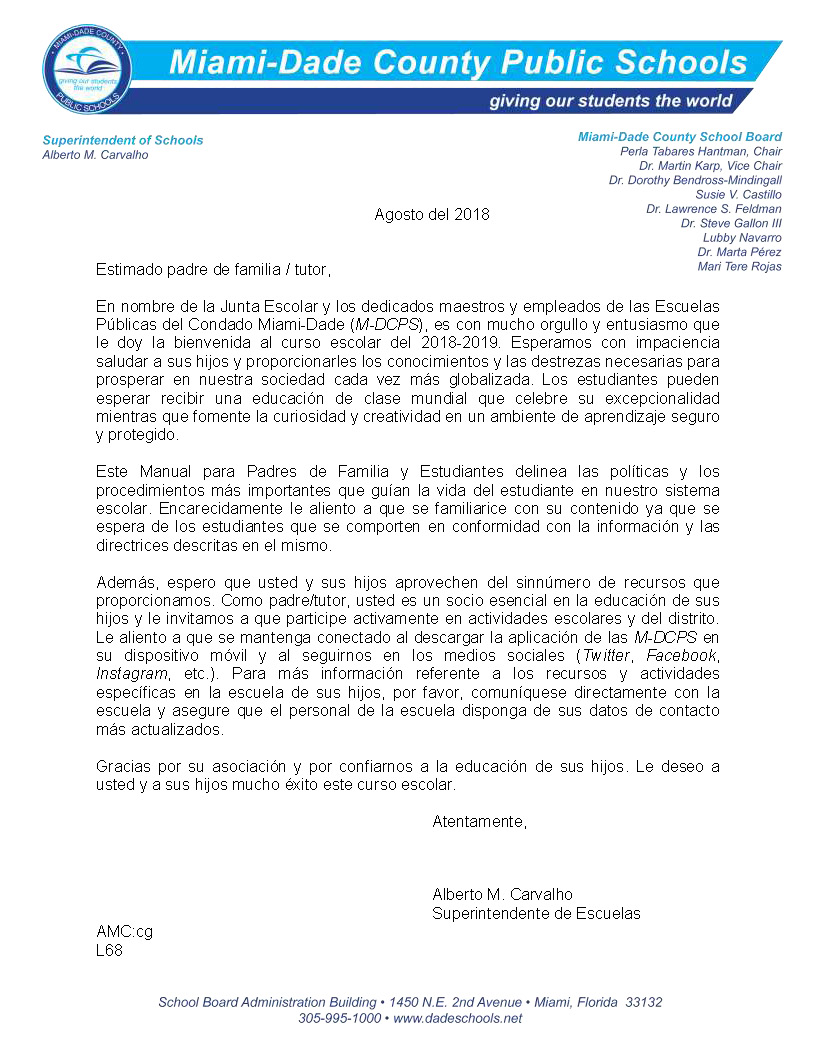 MIAMI-DADE COUNTY
giving our students
the world
PUBLIC SCHOOLS
Miami-Dade County Public Schools
giving our students the world
Superintendent of Schools
Alberto M. Carvalho
Miami-Dade County School Board
Perla Tabares Hantman, Chair
Dr. Martin Karp, Vice Chair
Dr. Dorothy Bendross-Mindingall
Susie V. Castillo
Dr. Lawrence S. Feldman
Dr. Steve Gallon III
Lubby Navarro
Dr. Marta Pérez
Mari Tere Rojas
Agosto del 2018
Estimado padre de familia / tutor,
En nombre de la Junta Escolar y los dedicados maestros y empleados de las Escuelas
Públicas del Condado Miami-Dade (M-DCPS), es con mucho orgullo y entusiasmo que
le doy la bienvenida al curso escolar del 2018-2019. Esperamos con impaciencia
saludar a sus hijos y proporcionarles los conocimientos y las destrezas necesarias para
prosperar en nuestra sociedad cada vez más globalizada. Los estudiantes pueden
esperar recibir una educación de clase mundial que celebre su excepcionalidad
mientras que fomente la curiosidad y creatividad en un ambiente de aprendizaje seguro
y protegido.
Este Manual para Padres de Familia y Estudiantes delinea las políticas y los
procedimientos más importantes que guían la vida del estudiante en nuestro sistema
escolar. Encarecidamente le aliento a que se familiarice con su contenido ya que se
espera de los estudiantes que se comporten en conformidad con la información y las
directrices descritas en el mismo.
Además, espero que usted y sus hijos aprovechen del sinnúmero de recursos que
proporcionamos. Como padre/tutor, usted es un socio esencial en la educación de sus
hijos y le invitamos a que participe activamente en actividades escolares y del distrito.
Le aliento a que se mantenga conectado al descargar la aplicación de las M-DCPS en
su dispositivo móvil y al seguirnos en los medios sociales (Twitter, Facebook,
Instagram, etc.). Para más información referente a los recursos y actividades
específicas en la escuela de sus hijos, por favor, comuníquese directamente con la
escuela y asegure que el personal de la escuela disponga de sus datos de contacto
más actualizados.
Gracias por su asociación y por confiarnos a la educación de sus hijos. Le deseo a
usted y a sus hijos mucho éxito este curso escolar.
Atentamente,
Alberto M. Carvalho
Superintendente de Escuelas
AMC:cg
L68
School Board Administration Building • 1450 N.E. 2nd Avenue • Miami, Florida 33132
305-995-1000 • www.dadeschools.net